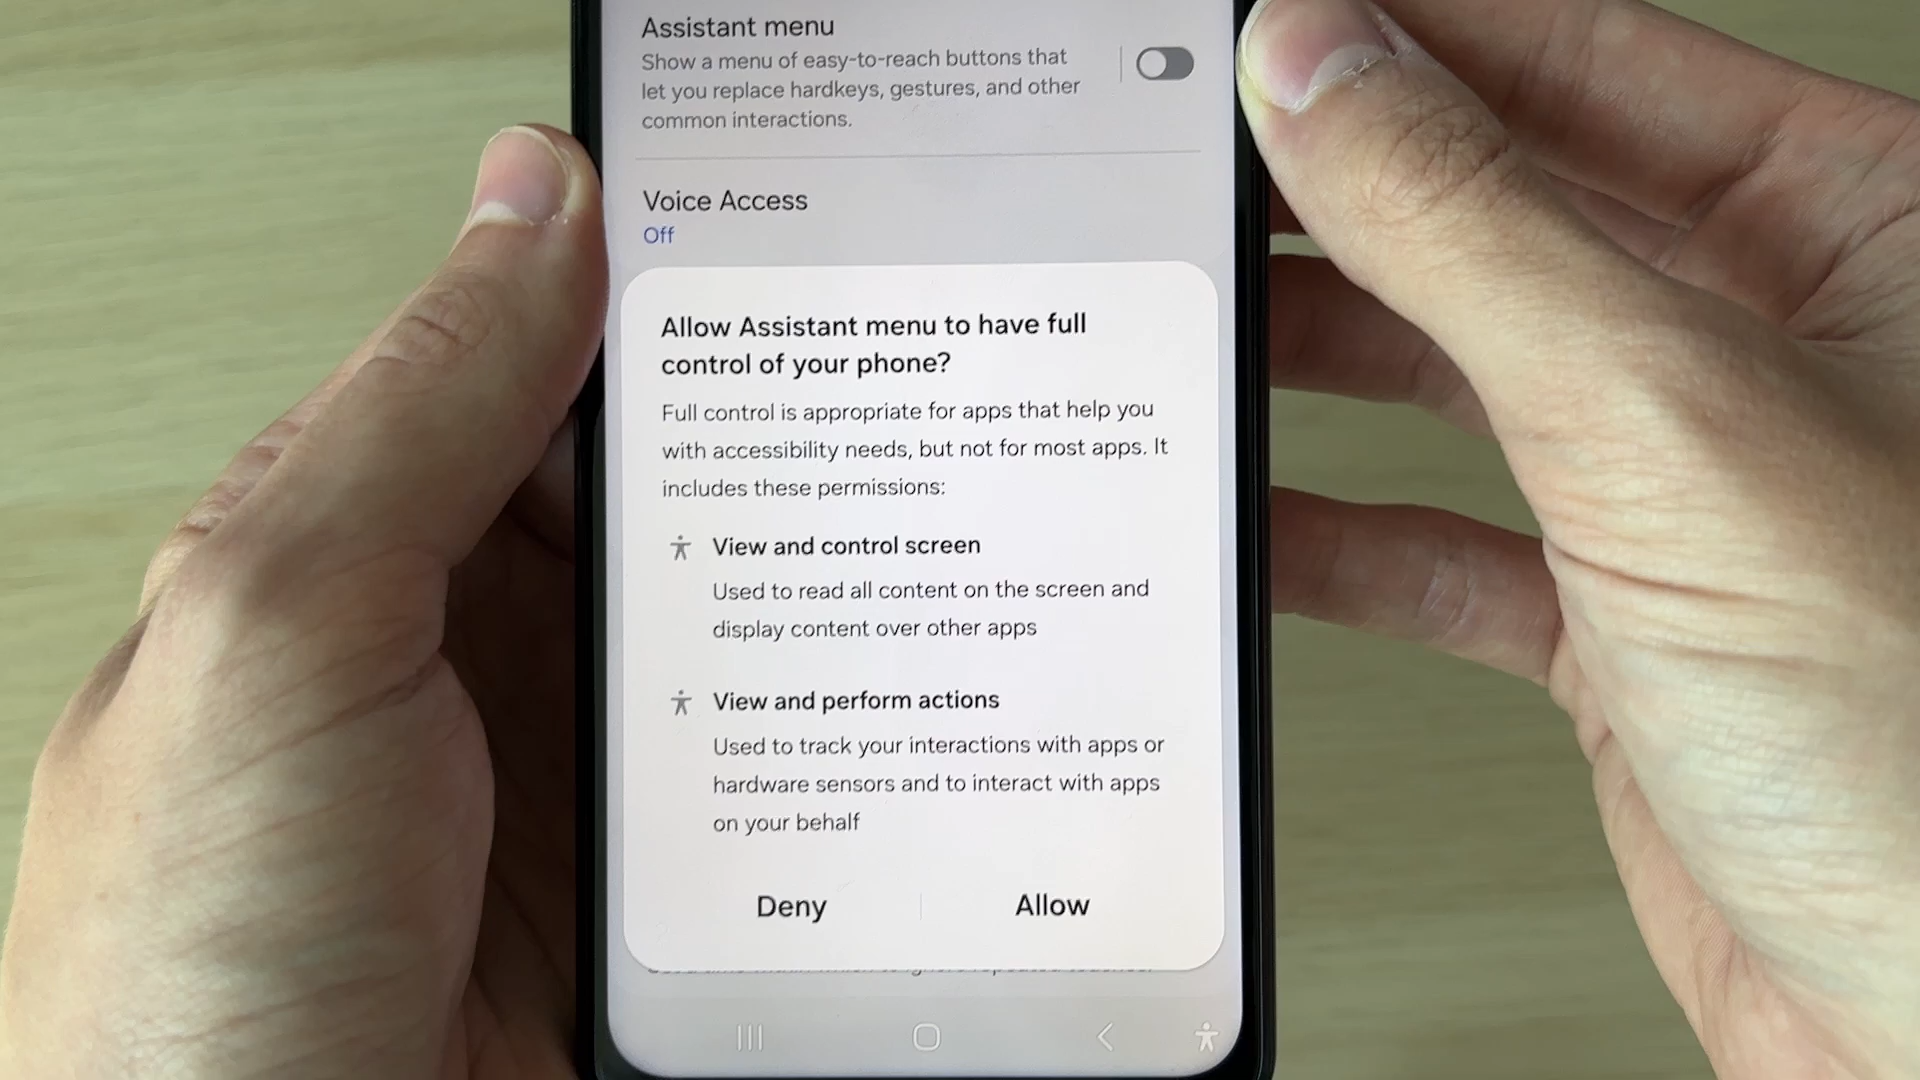 Assistant menu
Show a menu of easy-to-reach buttons that
let you replace hardkeys, gestures, and other
common interactions.
Voice Access
Off
Allow Assistant menu to have full
control of your phone?
Full control is appropriate for apps that help you
with accessibility needs, but not for most apps. It
includes these permissions:
View and control screen
Used to read all content on the screen and
display content over other apps
View and perform actions
Used to track your interactions with apps or
hardware sensors and to interact with apps
on your behalf
Deny
Allow